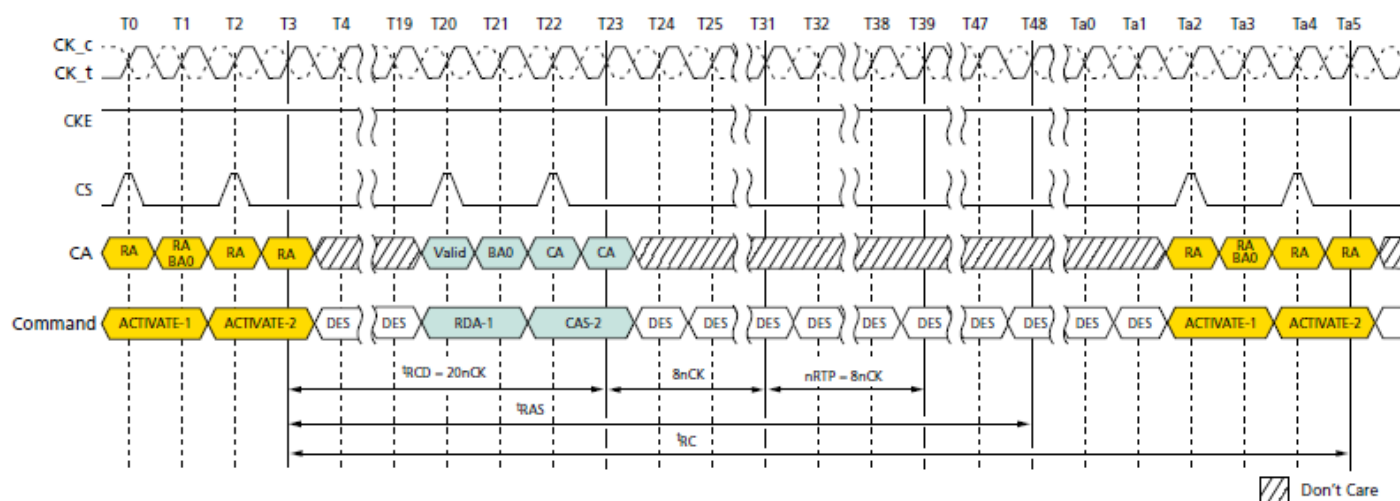 T0 T1 T2 T3 T4 T19 T20 T21 T22 T23 T24 T25 T31 T32 T38 T39 T47 T48 Ta0 Ta1 Ta2 Ta3 Ta4 Ta5
CK_c
CK_t
CKE
CS
CA RA RA BA0 RA RA Valid BA0 CA CA RA RA BA0 RA RA
Command ACTIVATE-1 ACTIVATE-2 DES DES RDA-1 CAS-2 DES DES DES DES DES DES DES DES DES DES ACTIVATE-1 ACTIVATE-2
tRCD = 20nCK 8nCK nRTP = 8nCK
tRAS
tRC
Don't Care